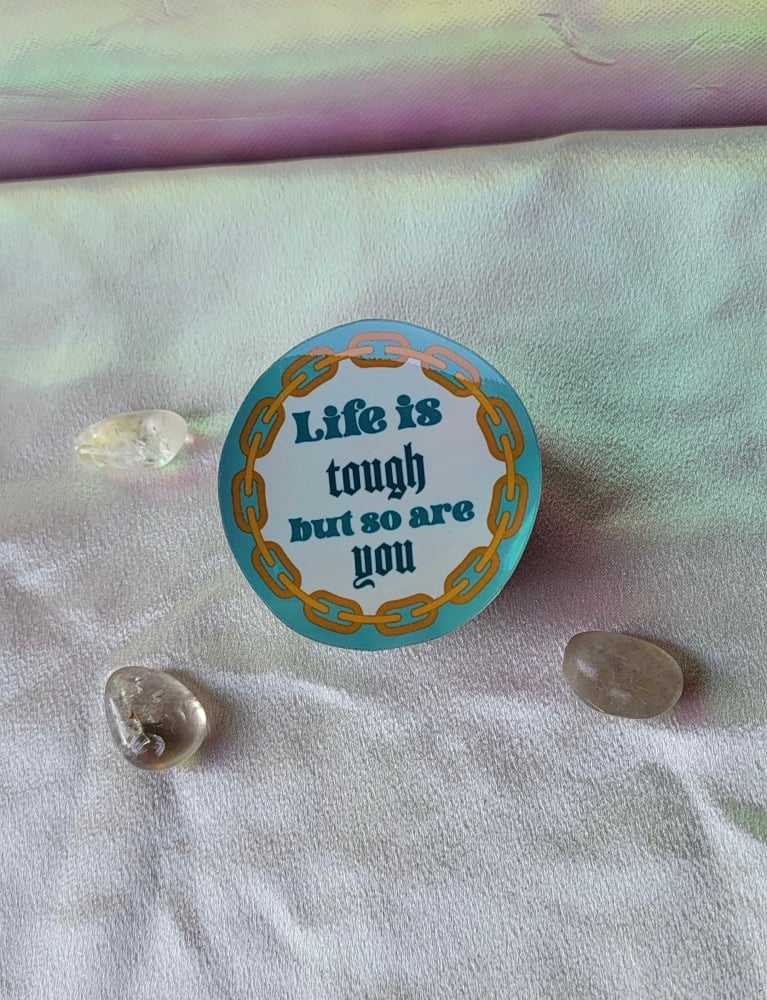 Life is
tough
but so are
you